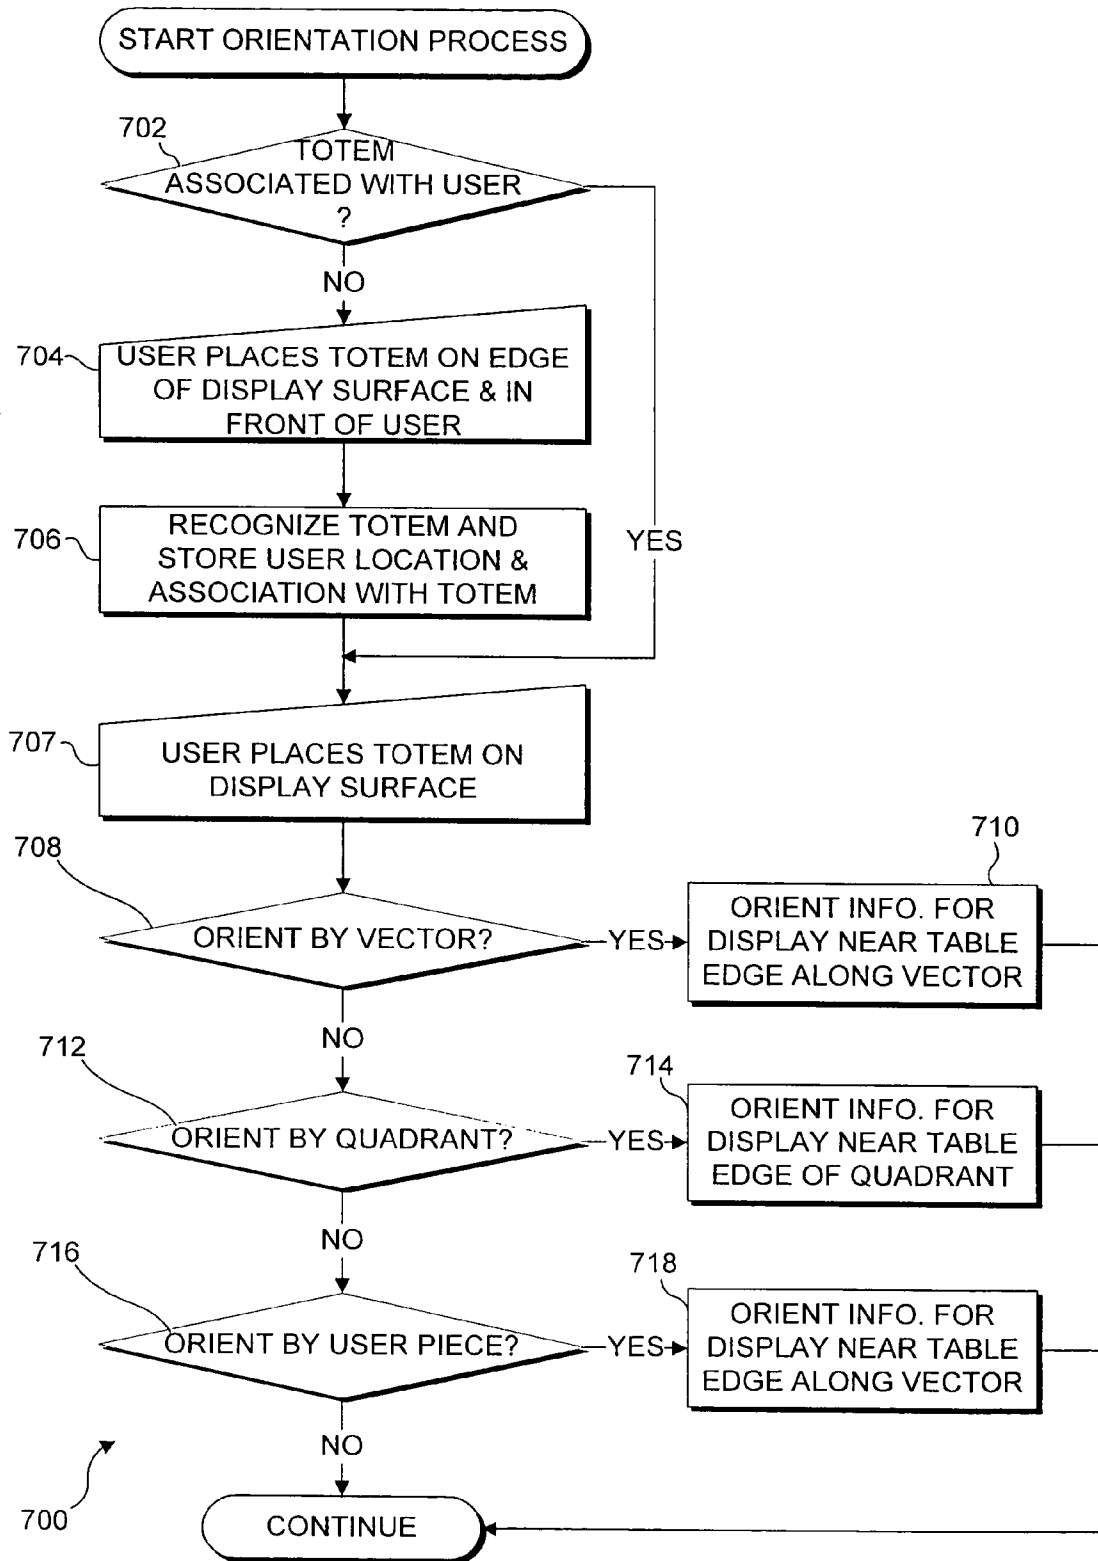 START ORIENTATION PROCESS
702
TOTEM
ASSOCIATED WITH USER
?
NO
704
USER PLACES TOTEM ON EDGE
OF DISPLAY SURFACE & IN
FRONT OF USER
706
RECOGNIZE TOTEM AND
STORE USER LOCATION &
ASSOCIATION WITH TOTEM
YES
707
USER PLACES TOTEM ON
DISPLAY SURFACE
708
ORIENT BY VECTOR?
YES
710
ORIENT INFO. FOR
DISPLAY NEAR TABLE
EDGE ALONG VECTOR
NO
712
ORIENT BY QUADRANT?
YES
714
ORIENT INFO. FOR
DISPLAY NEAR TABLE
EDGE OF QUADRANT
NO
716
ORIENT BY USER PIECE?
YES
718
ORIENT INFO. FOR
DISPLAY NEAR TABLE
EDGE ALONG VECTOR
NO
700
CONTINUE